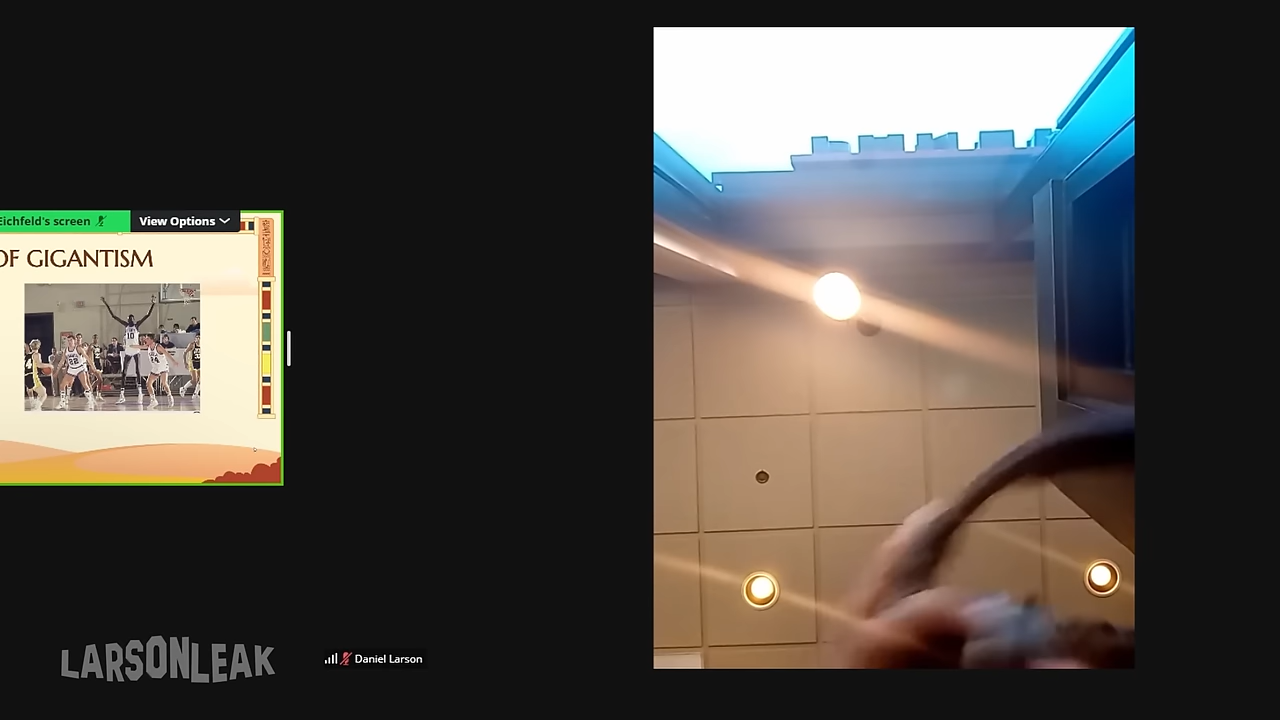 Eichfeld's screen
View Options
OF GIGANTISM
LARSONLEAK
Daniel Larson